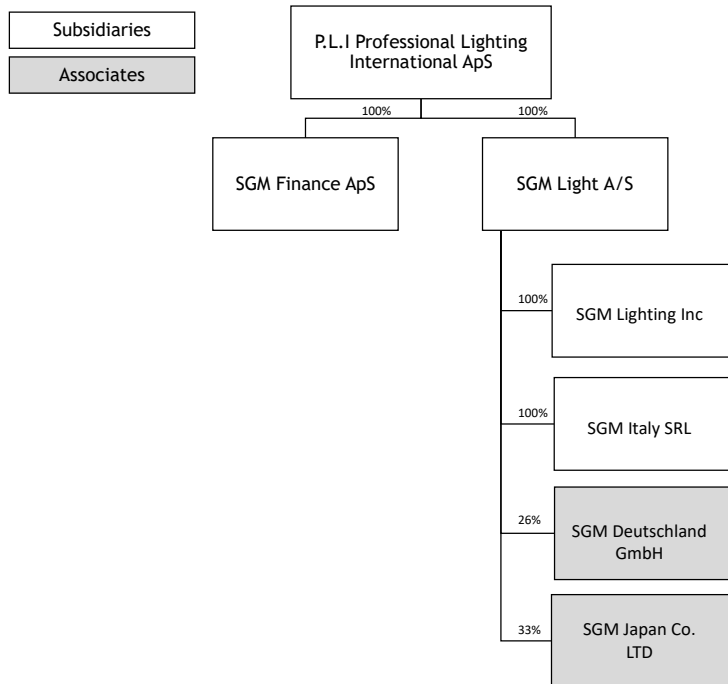 Subsidiaries
Associates
P.L.I Professional Lighting
International ApS
100%
100%
SGM Finance ApS
SGM Light A/S
100%
SGM Lighting Inc
100%
SGM Italy SRL
26%
SGM Deutschland
GmbH
33%
SGM Japan Co.
LTD